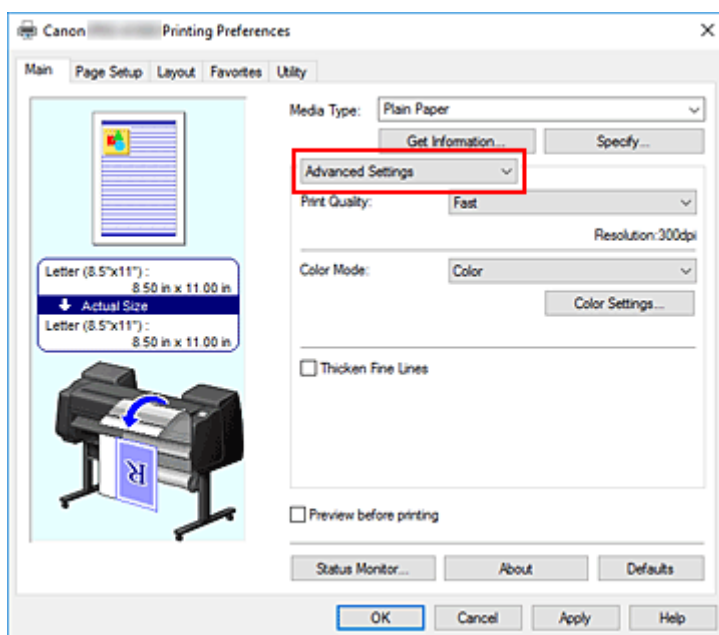 Canon Printing Preferences
Main Page Setup Layout Favorites Utility
Media Type: Plain Paper
Get Information... Specify...
Advanced Settings
Print Quality: Fast
Resolution:300dpi
Letter (8.5"x11") :
8.50 in x 11.00 in
Actual Size
Letter (8.5"x11") :
8.50 in x 11.00 in
Color Mode: Color
Color Settings...
Thicken Fine Lines
R
Preview before printing
Status Monitor... About Defaults
OK Cancel Apply Help